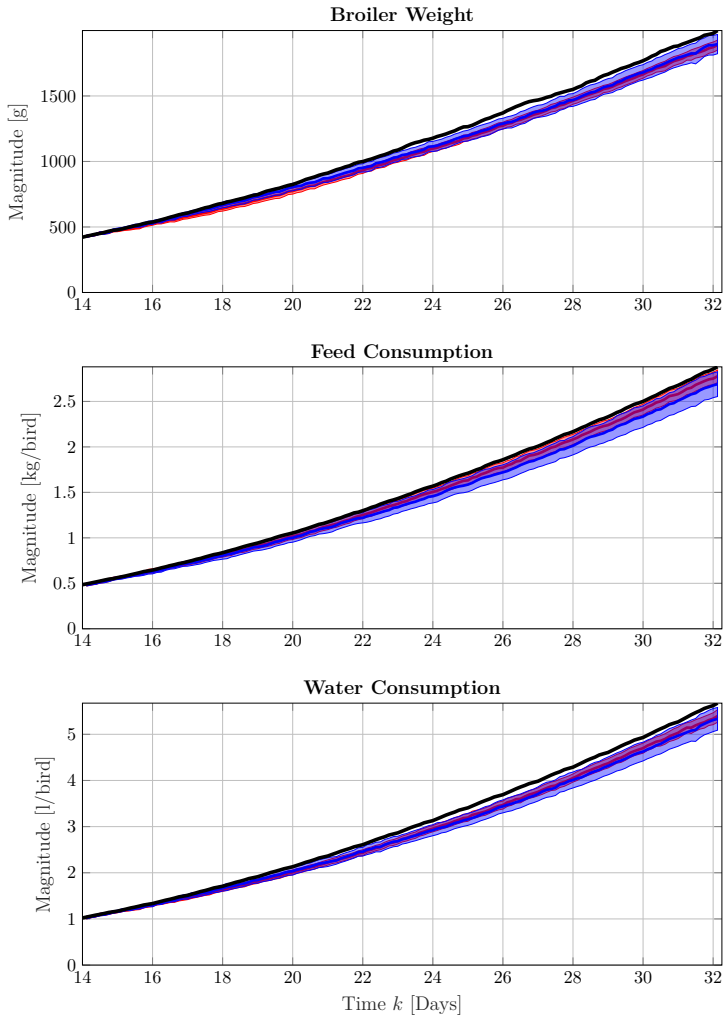 Broiler Weight
Magnitude [g]
1500
1000
500
0
14 16 18 20 22 24 26 28 30 32
Feed Consumption
Magnitude [kg/bird]
2.5
2
1.5
1
0.5
0
14 16 18 20 22 24 26 28 30 32
Water Consumption
Magnitude [l/bird]
5
4
3
2
1
0
14 16 18 20 22 24 26 28 30 32
Time k [Days]